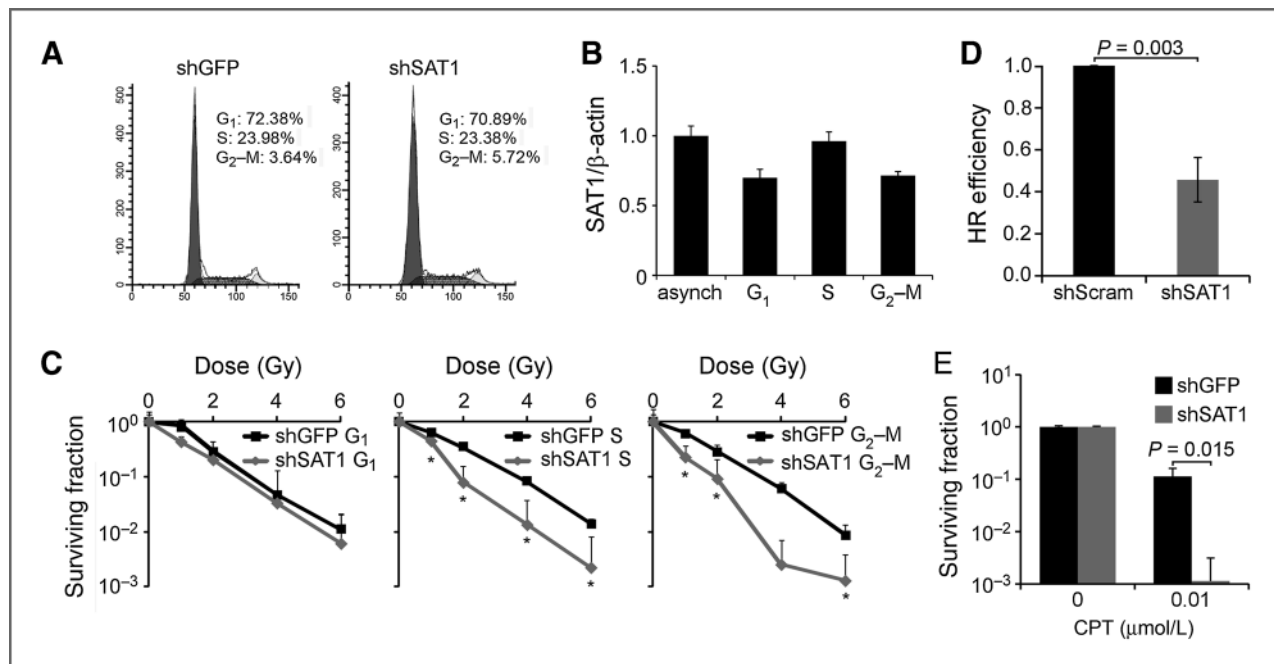 A
shGFP
shSAT1
500
400
300
200
100
0
G1: 72.38%
S: 23.98%
G2–M: 3.64%
0 50 100 150
400
300
200
100
0
G1: 70.89%
S: 23.38%
G2–M: 5.72%
0 50 100 150
B
SAT1/β-actin
1.5
1.0
0.5
0
asynch G1 S G2–M
D
P = 0.003
HR efficiency
1.0
0.8
0.6
0.4
0.2
0.0
shScram shSAT1
C
Dose (Gy)
0 2 4 6
Surviving fraction
10^0
10^−1
10^−2
10^−3
shGFP G1
shSAT1 G1
Dose (Gy)
0 2 4 6
shGFP S
shSAT1 S
*
*
*
*
Dose (Gy)
0 2 4 6
shGFP G2–M
shSAT1 G2–M
*
*
*
E
Surviving fraction
10^1
10^0
10^−1
10^−2
10^−3
shGFP
shSAT1
P = 0.015
0 0.01
CPT (μmol/L)